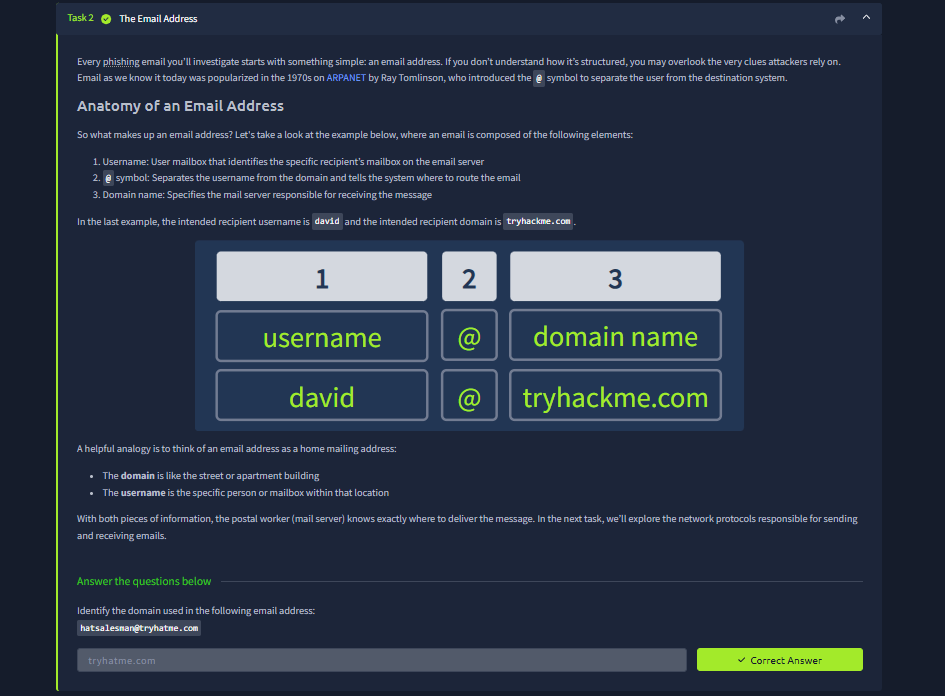 Task 2 The Email Address
Every phishing email you'll investigate starts with something simple: an email address. If you don't understand how it's structured, you may overlook the very clues attackers rely on.
Email as we know it today was popularized in the 1970s on ARPANET by Ray Tomlinson, who introduced the @ symbol to separate the user from the destination system.
Anatomy of an Email Address
So what makes up an email address? Let's take a look at the example below, where an email is composed of the following elements:
1. Username: User mailbox that identifies the specific recipient's mailbox on the email server
2. @ symbol: Separates the username from the domain and tells the system where to route the email
3. Domain name: Specifies the mail server responsible for receiving the message
In the last example, the intended recipient username is david and the intended recipient domain is tryhackme.com.
1 2 3
username @ domain name
david @ tryhackme.com
A helpful analogy is to think of an email address as a home mailing address:
• The domain is like the street or apartment building
• The username is the specific person or mailbox within that location
With both pieces of information, the postal worker (mail server) knows exactly where to deliver the message. In the next task, we'll explore the network protocols responsible for sending
and receiving emails.
Answer the questions below
Identify the domain used in the following email address:
hatsalesman@tryhatme.com
tryhatme.com ✓ Correct Answer